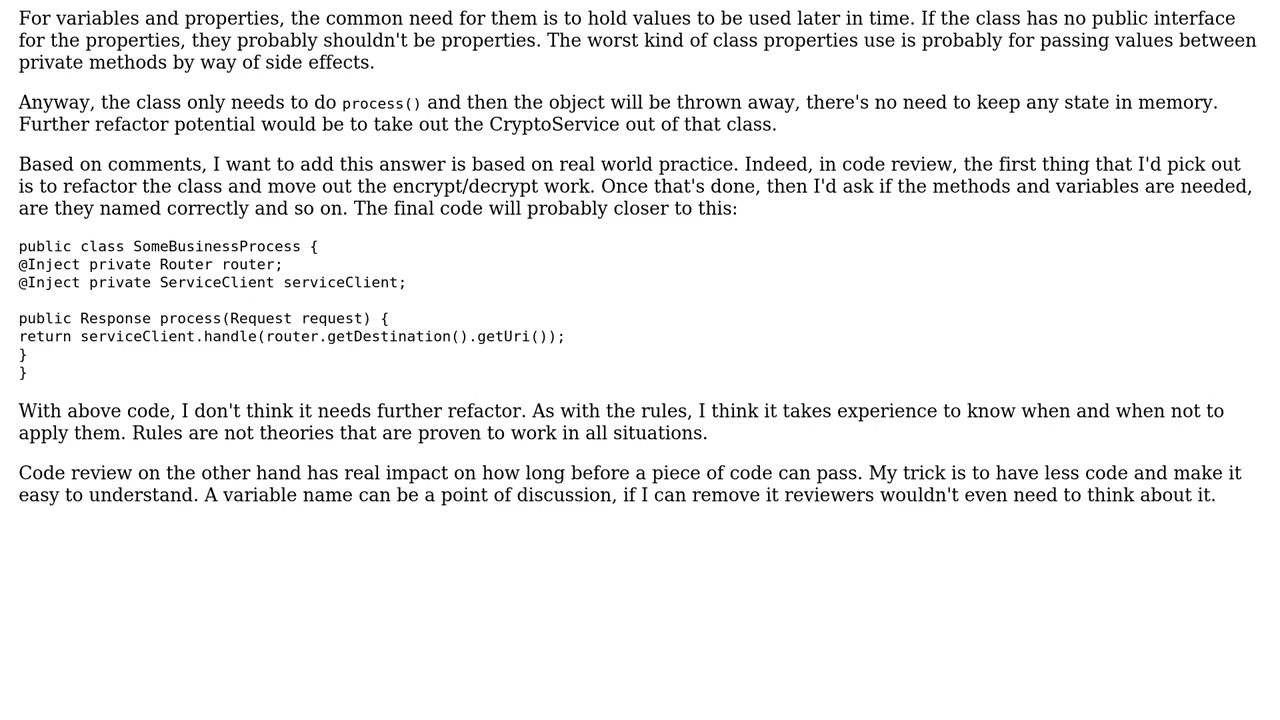 For variables and properties, the common need for them is to hold values to be used later in time. If the class has no public interface
for the properties, they probably shouldn't be properties. The worst kind of class properties use is probably for passing values between
private methods by way of side effects.
Anyway, the class only needs to do process() and then the object will be thrown away, there's no need to keep any state in memory.
Further refactor potential would be to take out the CryptoService out of that class.
Based on comments, I want to add this answer is based on real world practice. Indeed, in code review, the first thing that I'd pick out
is to refactor the class and move out the encrypt/decrypt work. Once that's done, then I'd ask if the methods and variables are needed,
are they named correctly and so on. The final code will probably closer to this:
public class SomeBusinessProcess {
@Inject private Router router;
@Inject private ServiceClient serviceClient;
public Response process(Request request) {
return serviceClient.handle(router.getDestination().getUri());
}
}
With above code, I don't think it needs further refactor. As with the rules, I think it takes experience to know when and when not to
apply them. Rules are not theories that are proven to work in all situations.
Code review on the other hand has real impact on how long before a piece of code can pass. My trick is to have less code and make it
easy to understand. A variable name can be a point of discussion, if I can remove it reviewers wouldn't even need to think about it.